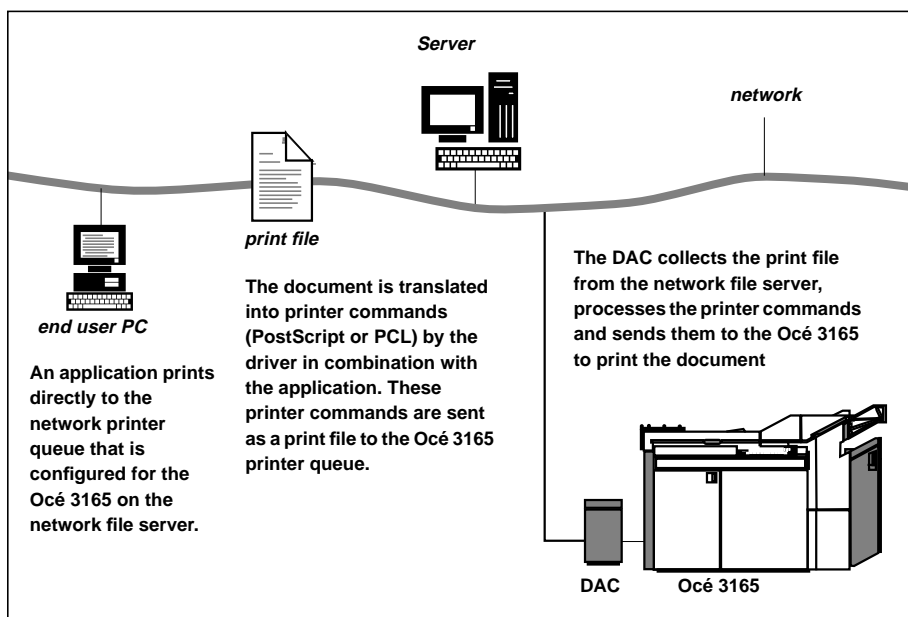 Server
network
print file
end user PC
An application prints
directly to the
network printer
queue that is
configured for the
Océ 3165 on the
network file server.
The document is translated
into printer commands
(PostScript or PCL) by the
driver in combination with
the application. These
printer commands are sent
as a print file to the Océ 3165
printer queue.
The DAC collects the print file
from the network file server,
processes the printer commands
and sends them to the Océ 3165
to print the document
DAC
Océ 3165